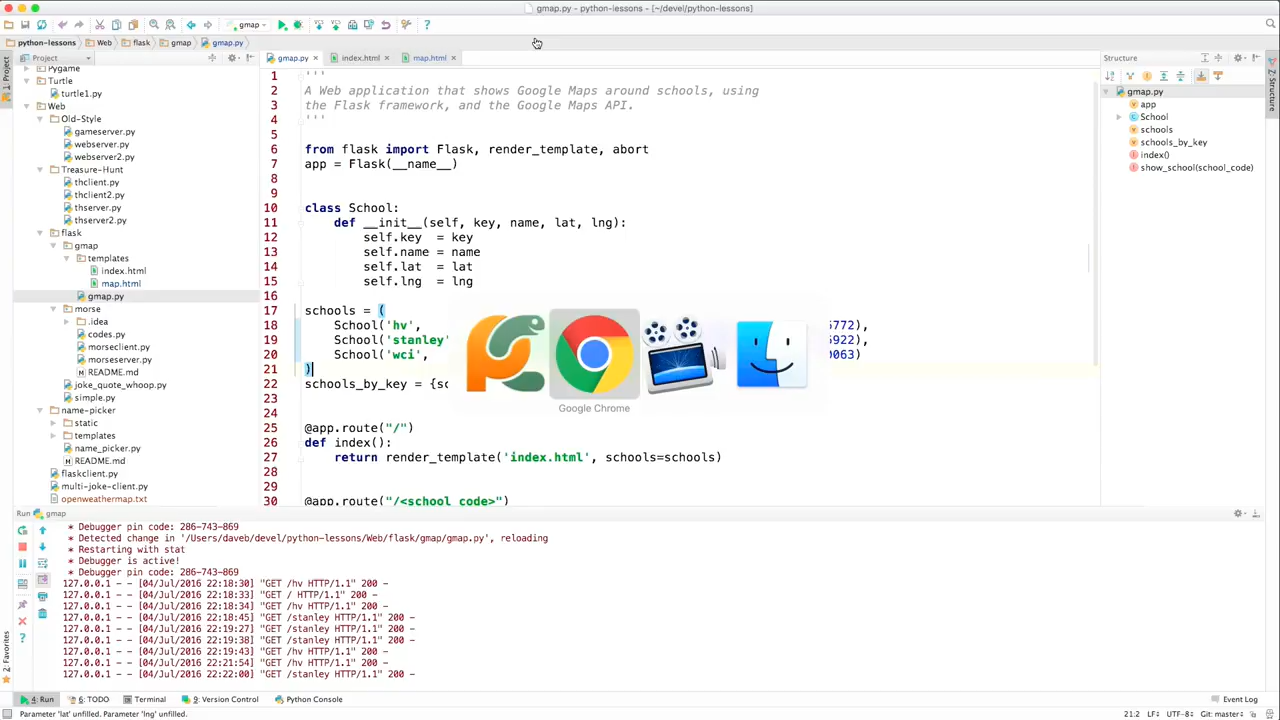 gmap.py - python-lessons - [~/devel/python-lessons]
gmap
python-lessons
Web
flask
gmap
gmap.py
Project
gmap.py
index.html
map.html
Structure
1: Project
Pygame
Turtle
turtle1.py
Web
Old-Style
gameserver.py
webserver.py
webserver2.py
Treasure-Hunt
thclient.py
thclient2.py
thserver.py
thserver2.py
flask
gmap
templates
index.html
map.html
gmap.py
morse
.idea
codes.py
morseclient.py
morseserver.py
README.md
joke_quote_whoop.py
simple.py
name-picker
static
templates
name_picker.py
README.md
flaskclient.py
multi-joke-client.py
openweathermap.txt
1 '''
2 A Web application that shows Google Maps around schools, using
3 the Flask framework, and the Google Maps API.
4 '''
5
6 from flask import Flask, render_template, abort
7 app = Flask(__name__)
8
9
10 class School:
11 def __init__(self, key, name, lat, lng):
12 self.key  = key
13 self.name = name
14 self.lat  = lat
15 self.lng  = lng
16
17 schools = (
18 School('hv', 5772),
19 School('stanley' 5922),
20 School('wci', 0063)
21 )
22 schools_by_key = {sc
23
24
25 @app.route("/")
26 def index():
27 return render_template('index.html', schools=schools)
28
29
30 @app.route("/<school_code>")
Google Chrome
gmap.py
app
School
schools
schools_by_key
index()
show_school(school_code)
7: Structure
Run gmap
* Debugger pin code: 286-743-869
* Detected change in '/Users/daveb/devel/python-lessons/Web/flask/gmap/gmap.py', reloading
* Restarting with stat
* Debugger is active!
* Debugger pin code: 286-743-869
127.0.0.1 - - [04/Jul/2016 22:18:30] "GET /hv HTTP/1.1" 200 -
127.0.0.1 - - [04/Jul/2016 22:18:33] "GET / HTTP/1.1" 200 -
127.0.0.1 - - [04/Jul/2016 22:18:34] "GET /hv HTTP/1.1" 200 -
127.0.0.1 - - [04/Jul/2016 22:18:45] "GET /stanley HTTP/1.1" 200 -
127.0.0.1 - - [04/Jul/2016 22:19:27] "GET /stanley HTTP/1.1" 200 -
127.0.0.1 - - [04/Jul/2016 22:19:38] "GET /stanley HTTP/1.1" 200 -
127.0.0.1 - - [04/Jul/2016 22:19:43] "GET /hv HTTP/1.1" 200 -
127.0.0.1 - - [04/Jul/2016 22:21:54] "GET /hv HTTP/1.1" 200 -
127.0.0.1 - - [04/Jul/2016 22:22:00] "GET /stanley HTTP/1.1" 200 -
2: Favorites
4: Run
6: TODO
Terminal
9: Version Control
Python Console
Event Log
Parameter 'lat' unfilled. Parameter 'lng' unfilled.
21:2 LF÷ UTF-8÷ Git: master÷